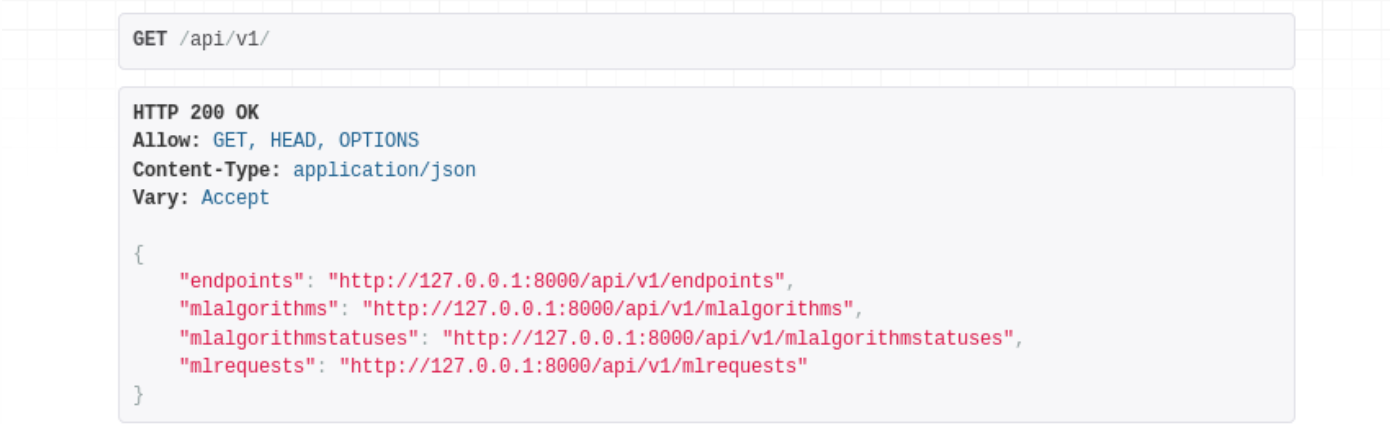 GET /api/v1/
HTTP 200 OK
Allow: GET, HEAD, OPTIONS
Content-Type: application/json
Vary: Accept
{
    "endpoints": "http://127.0.0.1:8000/api/v1/endpoints",
    "mlalgorithms": "http://127.0.0.1:8000/api/v1/mlalgorithms",
    "mlalgorithmstatuses": "http://127.0.0.1:8000/api/v1/mlalgorithmstatuses",
    "mlrequests": "http://127.0.0.1:8000/api/v1/mlrequests"
}